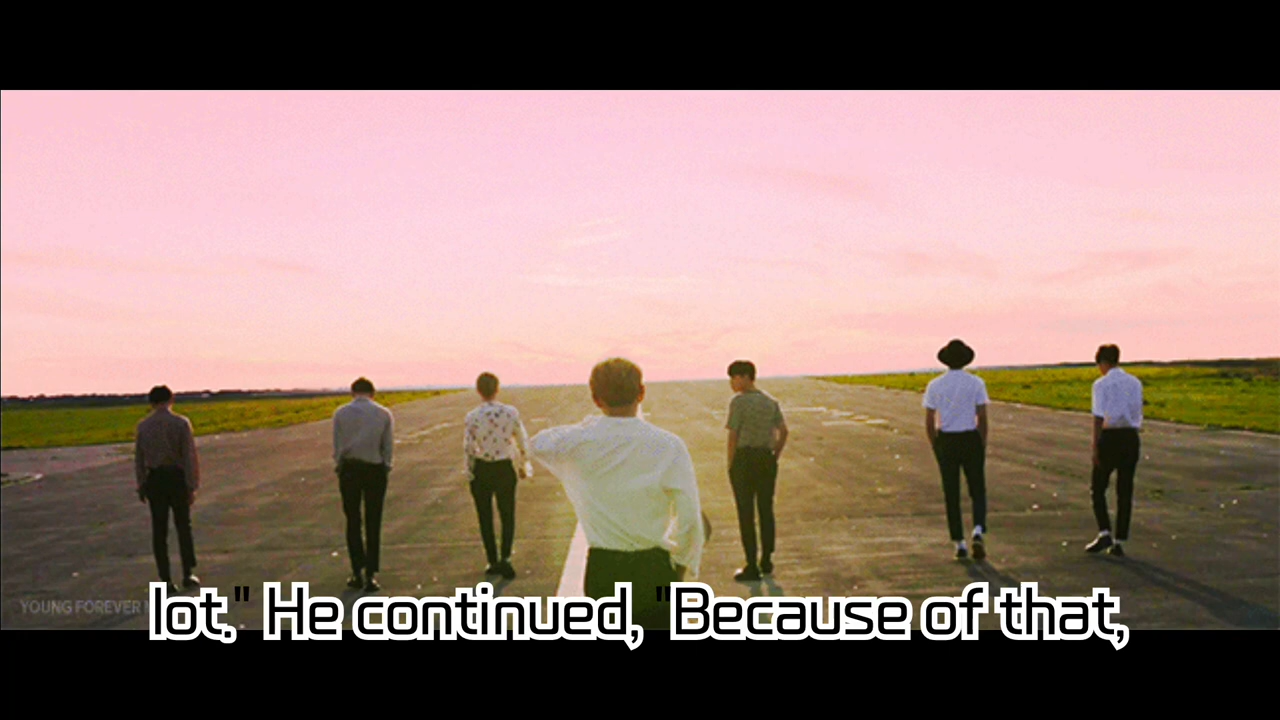 YOUNG FOREVER
lot." He continued, "Because of that,